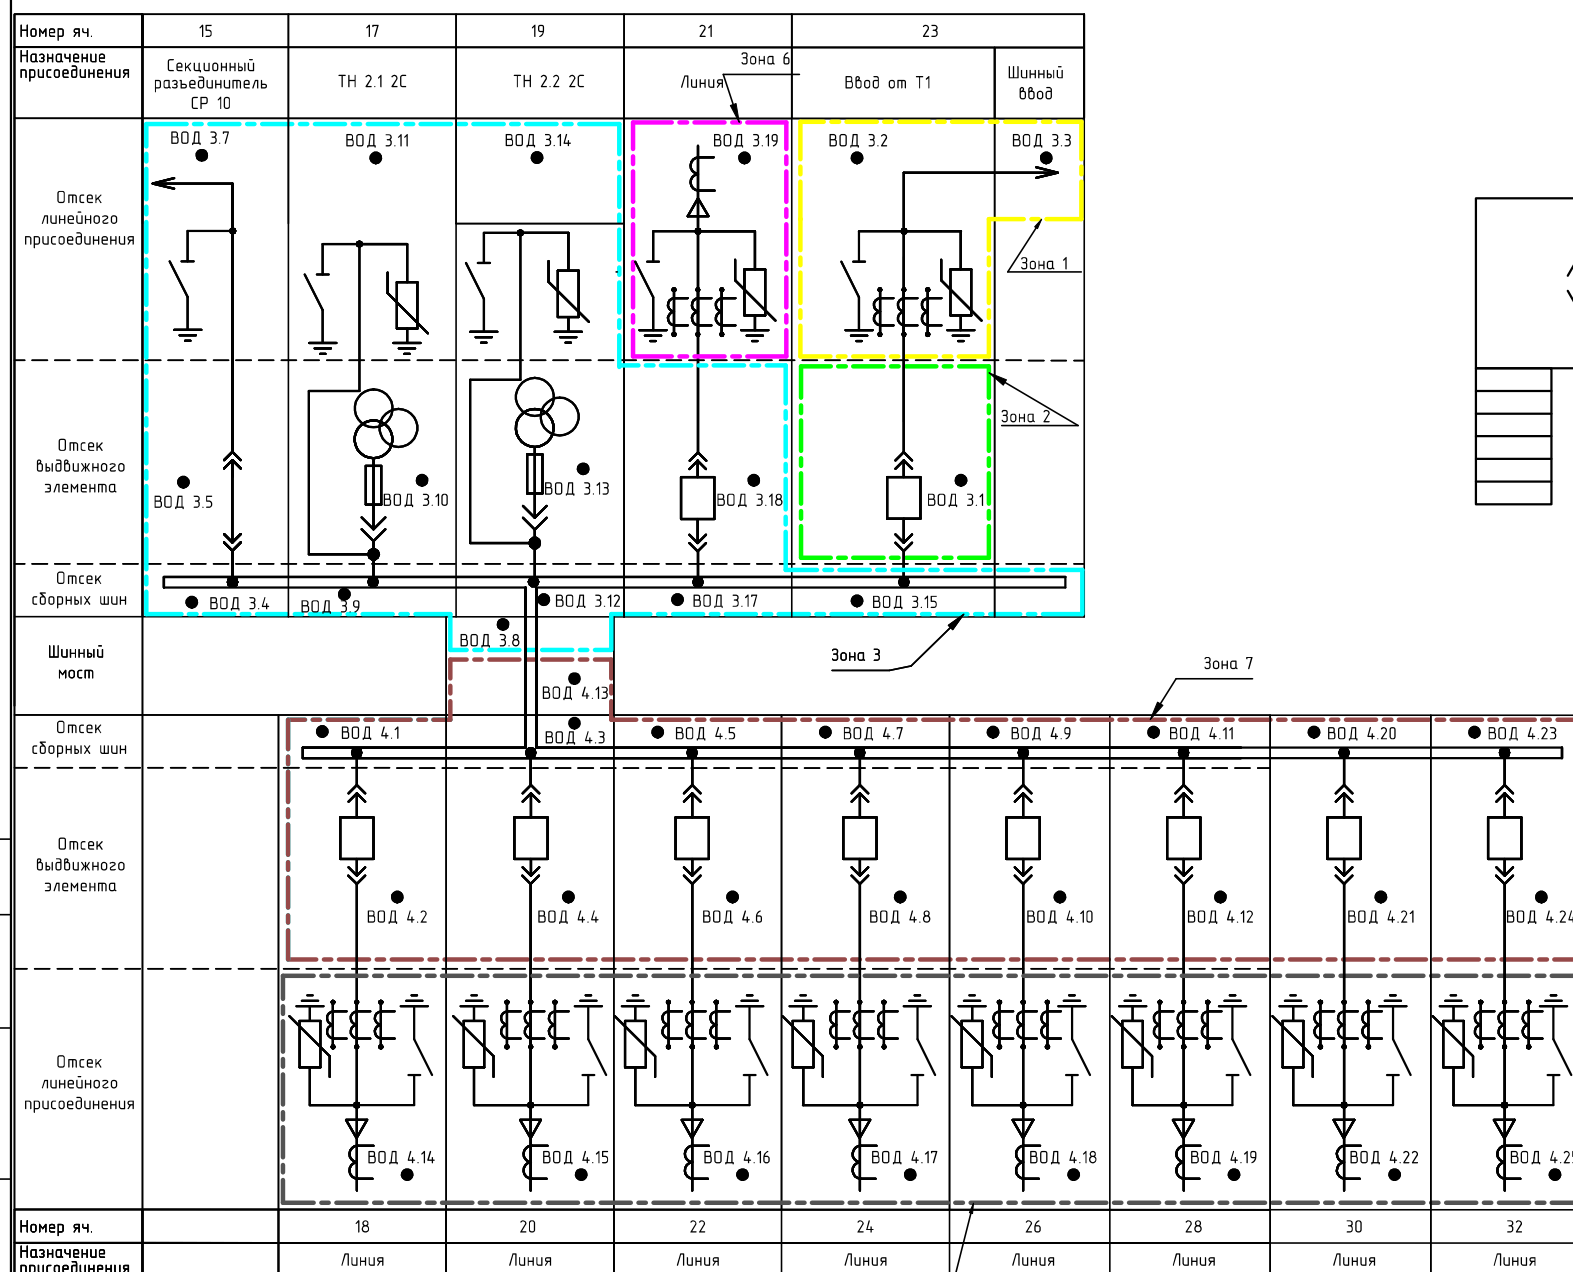 Номер яч.
15
17
19
21
23
Назначение
присоединения
Секционный
разъединитель
СР 10
ТН 2.1 2С
ТН 2.2 2С
Линия
Зона 6
Ввод от Т1
Шинный
ввод
ВОД 3.7
ВОД 3.11
ВОД 3.14
ВОД 3.19
ВОД 3.2
ВОД 3.3
Отсек
линейного
присоединения
Зона 1
Зона 2
Отсек
выдвижного
элемента
ВОД 3.5
ВОД 3.10
ВОД 3.13
ВОД 3.18
ВОД 3.1
Отсек
сборных шин
ВОД 3.4
ВОД 3.9
ВОД 3.12
ВОД 3.17
ВОД 3.15
ВОД 3.8
Шинный
мост
Зона 3
Зона 7
ВОД 4.13
Отсек
сборных шин
ВОД 4.1
ВОД 4.3
ВОД 4.5
ВОД 4.7
ВОД 4.9
ВОД 4.11
ВОД 4.20
ВОД 4.23
Отсек
выдвижного
элемента
ВОД 4.2
ВОД 4.4
ВОД 4.6
ВОД 4.8
ВОД 4.10
ВОД 4.12
ВОД 4.21
ВОД 4.24
Отсек
линейного
присоединения
ВОД 4.14
ВОД 4.15
ВОД 4.16
ВОД 4.17
ВОД 4.18
ВОД 4.19
ВОД 4.22
ВОД 4.25
Номер яч.
18
20
22
24
26
28
30
32
Назначение
присоединения
Линия
Линия
Линия
Линия
Линия
Линия
Линия
Линия